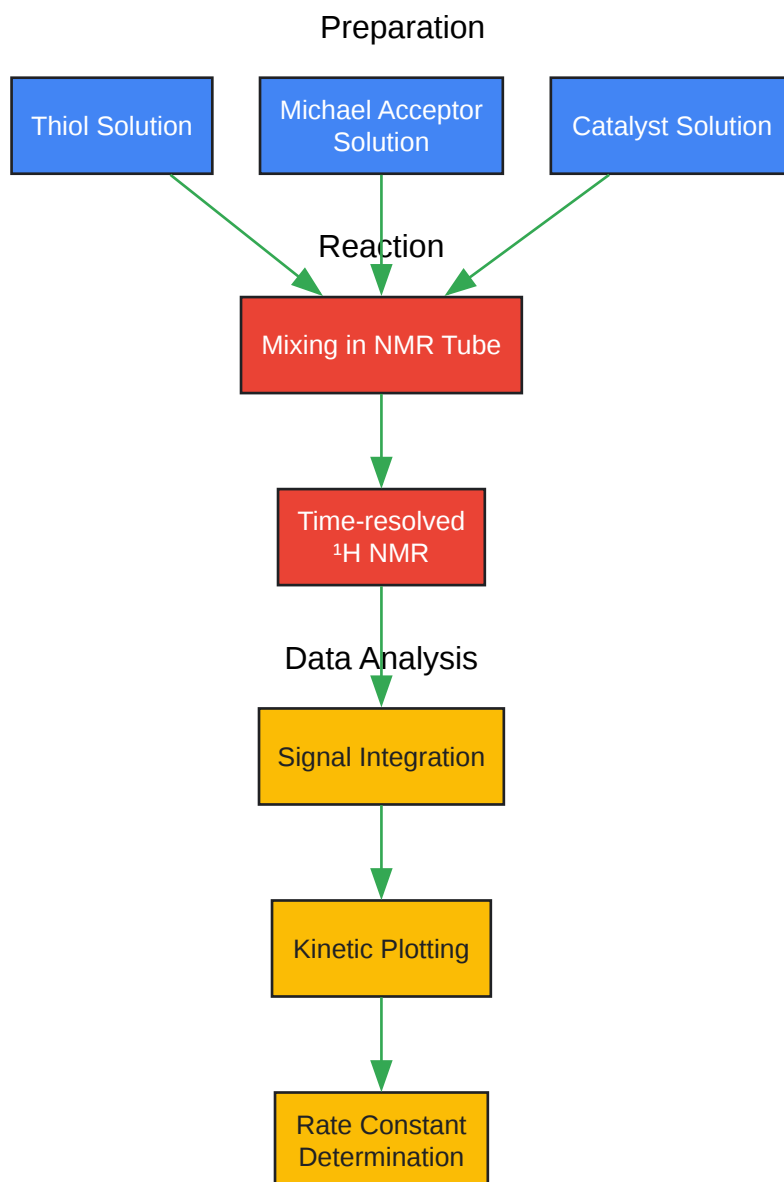 Preparation
Thiol Solution
Michael Acceptor
Solution
Catalyst Solution
Reaction
Mixing in NMR Tube
Time-resolved
¹H NMR
Data Analysis
Signal Integration
Kinetic Plotting
Rate Constant
Determination